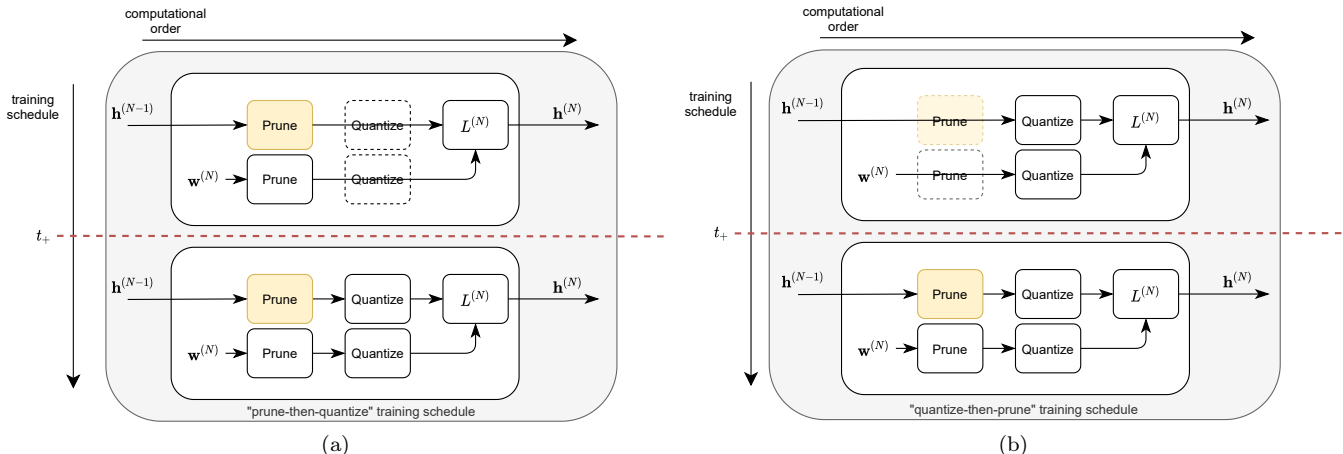 computational
order
training
schedule
𝐡^(N−1)
Prune
Quantize
L^(N)
𝐡^(N)
𝐰^(N)
Prune
Quantize
t₊
𝐡^(N−1)
Prune
Quantize
L^(N)
𝐡^(N)
𝐰^(N)
Prune
Quantize
"prune-then-quantize" training schedule
(a)
computational
order
training
schedule
𝐡^(N−1)
Prune
Quantize
L^(N)
𝐡^(N)
𝐰^(N)
Prune
Quantize
t₊
𝐡^(N−1)
Prune
Quantize
L^(N)
𝐡^(N)
𝐰^(N)
Prune
Quantize
"quantize-then-prune" training schedule
(b)